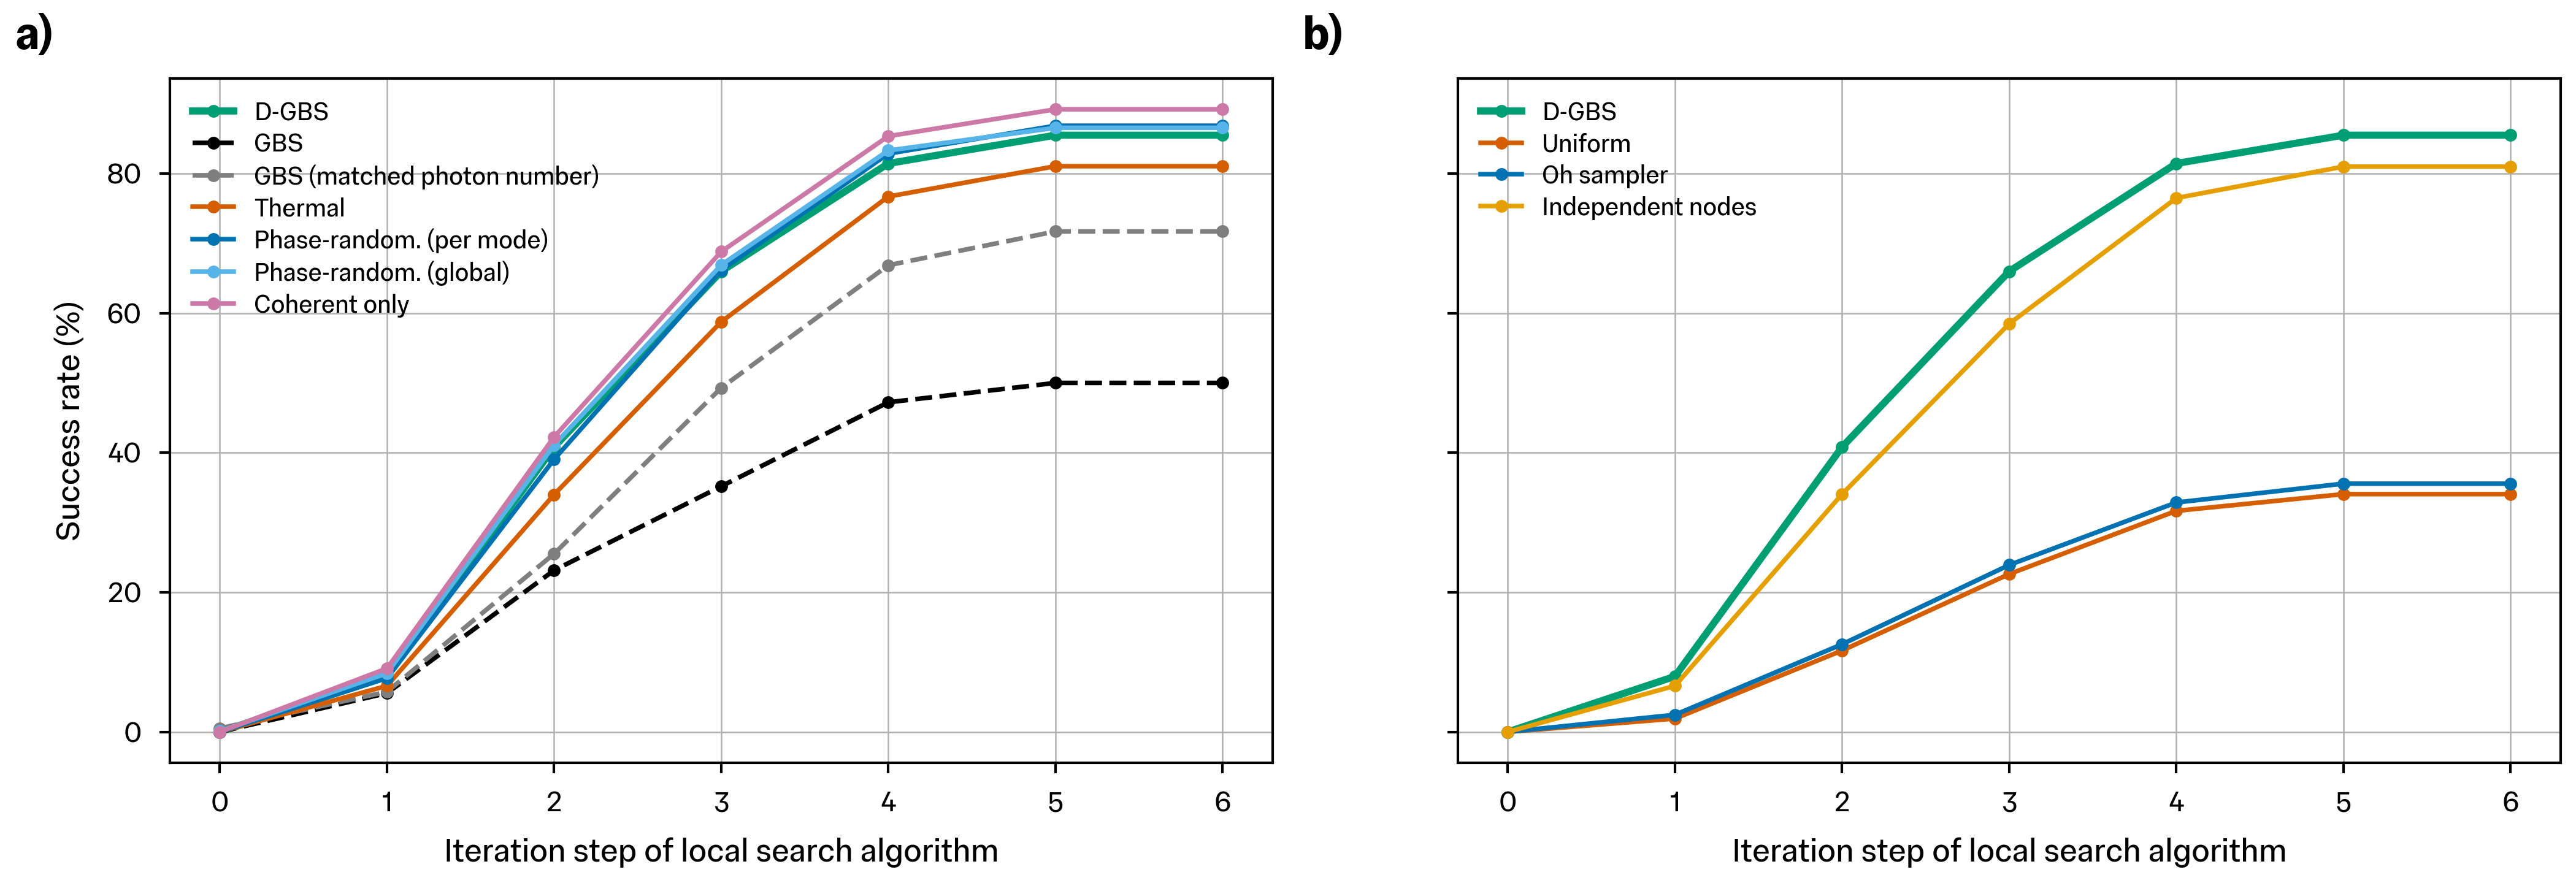 a)
D-GBS
GBS
GBS (matched photon number)
Thermal
Phase-random. (per mode)
Phase-random. (global)
Coherent only
Success rate (%)
80
60
40
20
0
0 1 2 3 4 5 6
Iteration step of local search algorithm
b)
D-GBS
Uniform
Oh sampler
Independent nodes
0 1 2 3 4 5 6
Iteration step of local search algorithm